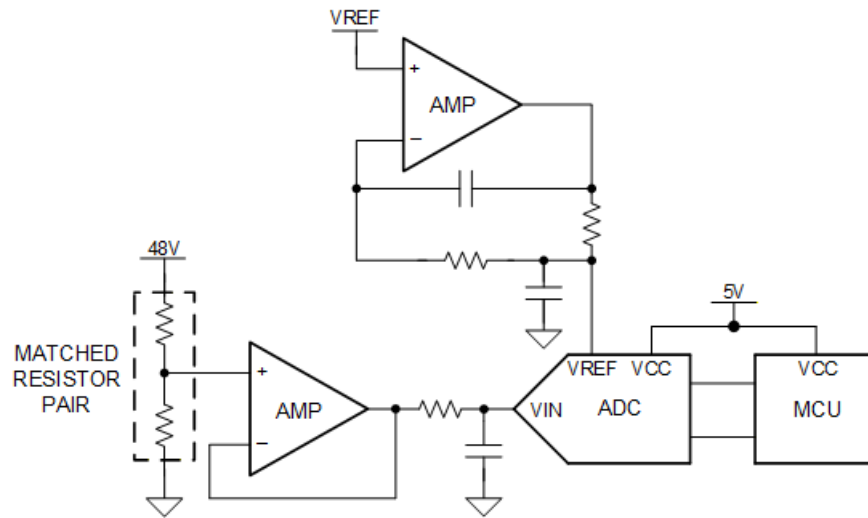 VREF
+
AMP
−
48V
5V
MATCHED
RESISTOR
PAIR
+
AMP
−
VREF VCC
VIN
ADC
VCC
MCU